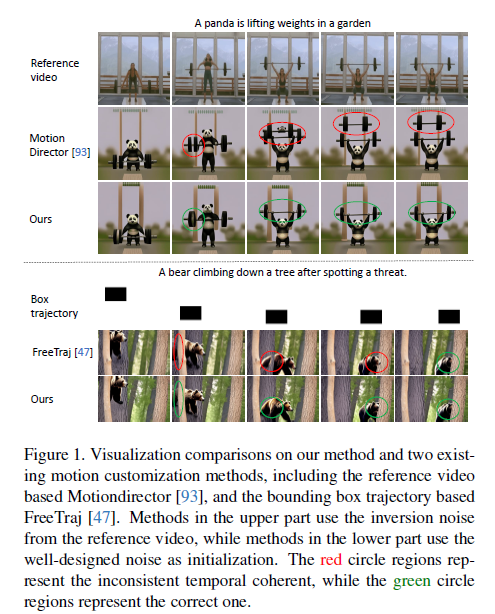 A panda is lifting weights in a garden
Reference
video
Motion
Director [93]
Ours
A bear climbing down a tree after spotting a threat.
Box
trajectory
FreeTraj [47]
Ours
Figure 1. Visualization comparisons on our method and two exist-
ing motion customization methods, including the reference video
based Motiondirector [93], and the bounding box trajectory based
FreeTraj [47]. Methods in the upper part use the inversion noise
from the reference video, while methods in the lower part use the
well-designed noise as initialization. The red circle regions rep-
resent the inconsistent temporal coherent, while the green circle
regions represent the correct one.